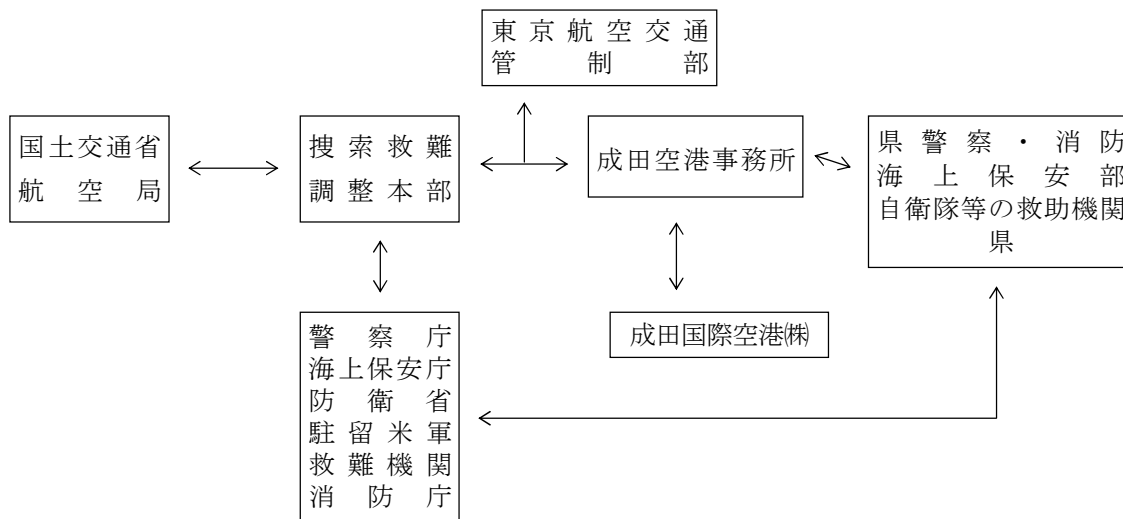 東京航空交通
管制部
国土交通省
航空局
捜索救難
調整本部
成田空港事務所
県警察・消防
海上保安部
自衛隊等の救助機関
県
警察庁
海上保安庁
防衛省
駐留米軍
救難機関
消防庁
成田国際空港㈱